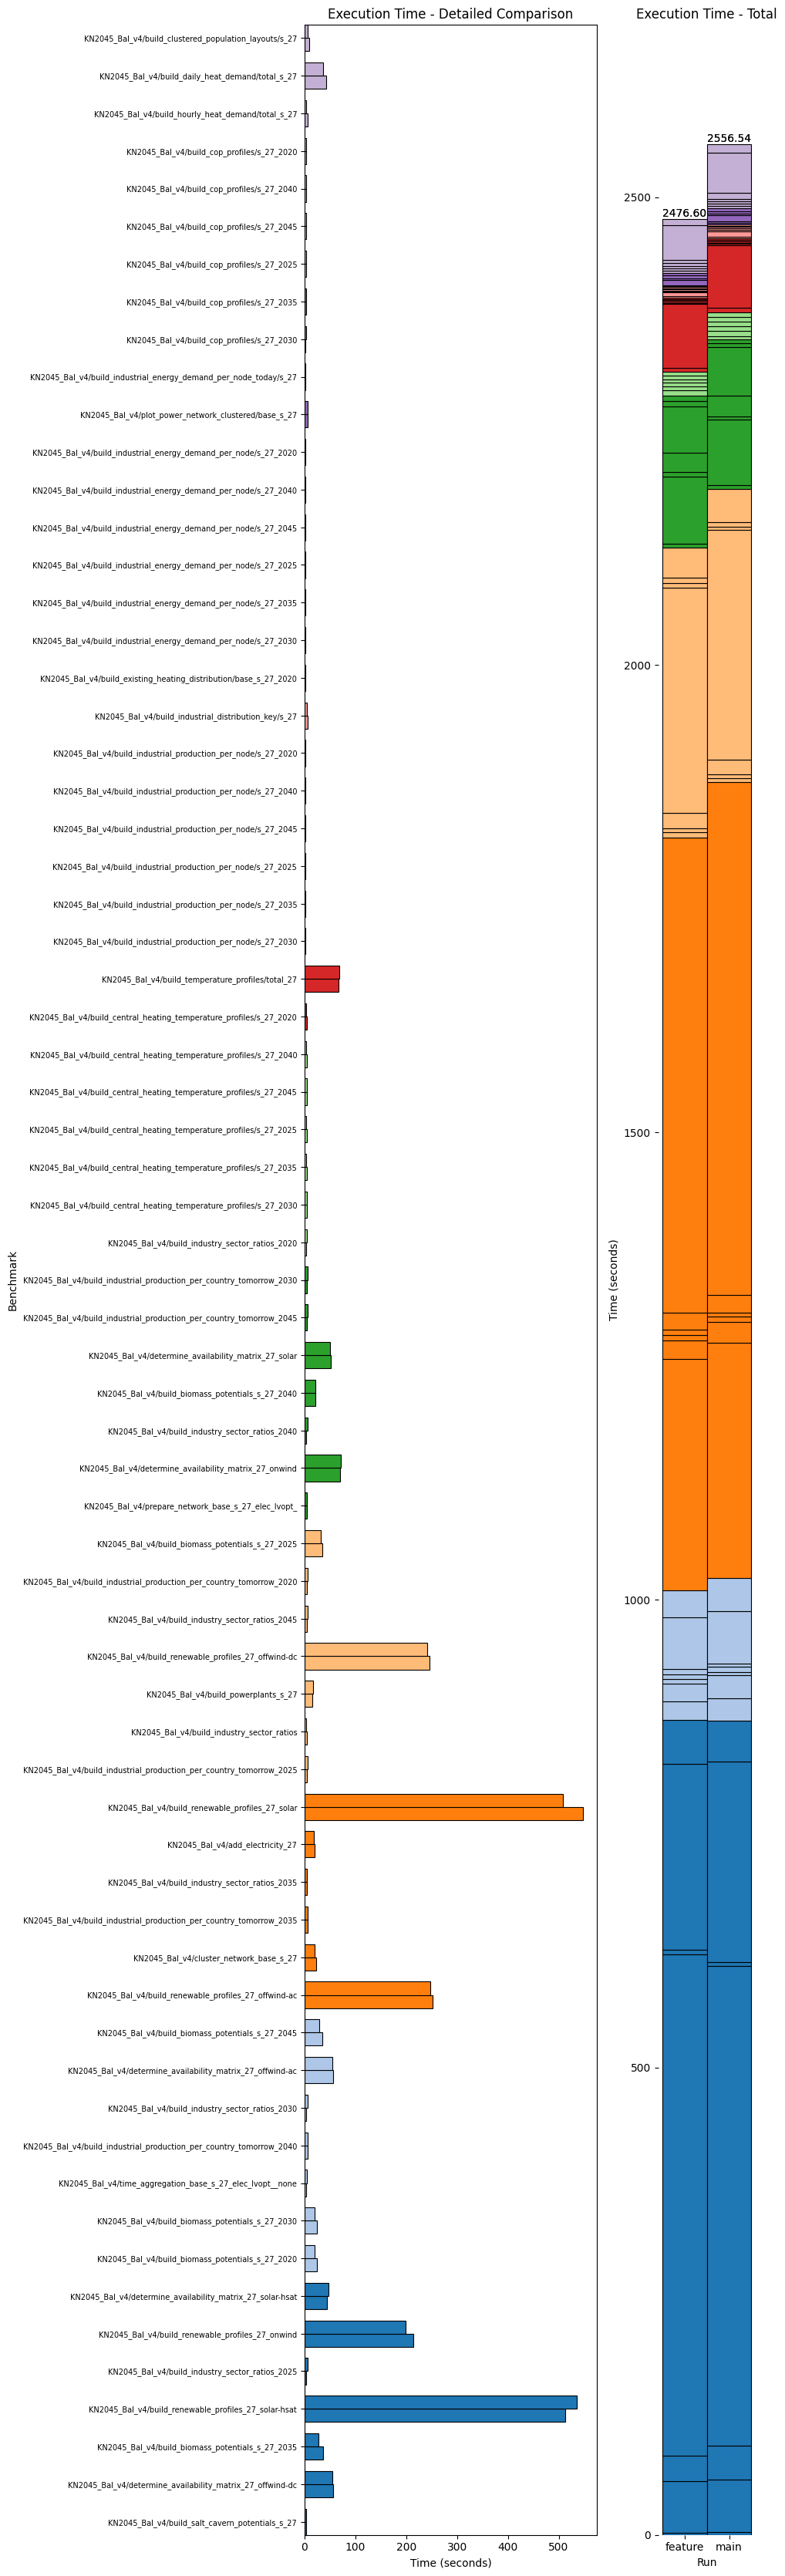 Execution Time - Detailed Comparison
Execution Time - Total
KN2045_Bal_v4/build_clustered_population_layouts/s_27
KN2045_Bal_v4/build_daily_heat_demand/total_s_27
KN2045_Bal_v4/build_hourly_heat_demand/total_s_27
KN2045_Bal_v4/build_cop_profiles/s_27_2020
KN2045_Bal_v4/build_cop_profiles/s_27_2040
KN2045_Bal_v4/build_cop_profiles/s_27_2045
KN2045_Bal_v4/build_cop_profiles/s_27_2025
KN2045_Bal_v4/build_cop_profiles/s_27_2035
KN2045_Bal_v4/build_cop_profiles/s_27_2030
KN2045_Bal_v4/build_industrial_energy_demand_per_node_today/s_27
KN2045_Bal_v4/plot_power_network_clustered/base_s_27
KN2045_Bal_v4/build_industrial_energy_demand_per_node/s_27_2020
KN2045_Bal_v4/build_industrial_energy_demand_per_node/s_27_2040
KN2045_Bal_v4/build_industrial_energy_demand_per_node/s_27_2045
KN2045_Bal_v4/build_industrial_energy_demand_per_node/s_27_2025
KN2045_Bal_v4/build_industrial_energy_demand_per_node/s_27_2035
KN2045_Bal_v4/build_industrial_energy_demand_per_node/s_27_2030
KN2045_Bal_v4/build_existing_heating_distribution/base_s_27_2020
KN2045_Bal_v4/build_industrial_distribution_key/s_27
KN2045_Bal_v4/build_industrial_production_per_node/s_27_2020
KN2045_Bal_v4/build_industrial_production_per_node/s_27_2040
KN2045_Bal_v4/build_industrial_production_per_node/s_27_2045
KN2045_Bal_v4/build_industrial_production_per_node/s_27_2025
KN2045_Bal_v4/build_industrial_production_per_node/s_27_2035
KN2045_Bal_v4/build_industrial_production_per_node/s_27_2030
KN2045_Bal_v4/build_temperature_profiles/total_27
KN2045_Bal_v4/build_central_heating_temperature_profiles/s_27_2020
KN2045_Bal_v4/build_central_heating_temperature_profiles/s_27_2040
KN2045_Bal_v4/build_central_heating_temperature_profiles/s_27_2045
KN2045_Bal_v4/build_central_heating_temperature_profiles/s_27_2025
KN2045_Bal_v4/build_central_heating_temperature_profiles/s_27_2035
KN2045_Bal_v4/build_central_heating_temperature_profiles/s_27_2030
KN2045_Bal_v4/build_industry_sector_ratios_2020
KN2045_Bal_v4/build_industrial_production_per_country_tomorrow_2030
KN2045_Bal_v4/build_industrial_production_per_country_tomorrow_2045
KN2045_Bal_v4/determine_availability_matrix_27_solar
KN2045_Bal_v4/build_biomass_potentials_s_27_2040
KN2045_Bal_v4/build_industry_sector_ratios_2040
KN2045_Bal_v4/determine_availability_matrix_27_onwind
KN2045_Bal_v4/prepare_network_base_s_27_elec_lvopt_
KN2045_Bal_v4/build_biomass_potentials_s_27_2025
KN2045_Bal_v4/build_industrial_production_per_country_tomorrow_2020
KN2045_Bal_v4/build_industry_sector_ratios_2045
KN2045_Bal_v4/build_renewable_profiles_27_offwind-dc
KN2045_Bal_v4/build_powerplants_s_27
KN2045_Bal_v4/build_industry_sector_ratios
KN2045_Bal_v4/build_industrial_production_per_country_tomorrow_2025
KN2045_Bal_v4/build_renewable_profiles_27_solar
KN2045_Bal_v4/add_electricity_27
KN2045_Bal_v4/build_industry_sector_ratios_2035
KN2045_Bal_v4/build_industrial_production_per_country_tomorrow_2035
KN2045_Bal_v4/cluster_network_base_s_27
KN2045_Bal_v4/build_renewable_profiles_27_offwind-ac
KN2045_Bal_v4/build_biomass_potentials_s_27_2045
KN2045_Bal_v4/determine_availability_matrix_27_offwind-ac
KN2045_Bal_v4/build_industry_sector_ratios_2030
KN2045_Bal_v4/build_industrial_production_per_country_tomorrow_2040
KN2045_Bal_v4/time_aggregation_base_s_27_elec_lvopt__none
KN2045_Bal_v4/build_biomass_potentials_s_27_2030
KN2045_Bal_v4/build_biomass_potentials_s_27_2020
KN2045_Bal_v4/determine_availability_matrix_27_solar-hsat
KN2045_Bal_v4/build_renewable_profiles_27_onwind
KN2045_Bal_v4/build_industry_sector_ratios_2025
KN2045_Bal_v4/build_renewable_profiles_27_solar-hsat
KN2045_Bal_v4/build_biomass_potentials_s_27_2035
KN2045_Bal_v4/determine_availability_matrix_27_offwind-dc
KN2045_Bal_v4/build_salt_cavern_potentials_s_27
Benchmark
0 100 200 300 400 500
Time (seconds)
2556.54
2476.60
2500
2000
1500
1000
500
0
Time (seconds)
feature main
Run